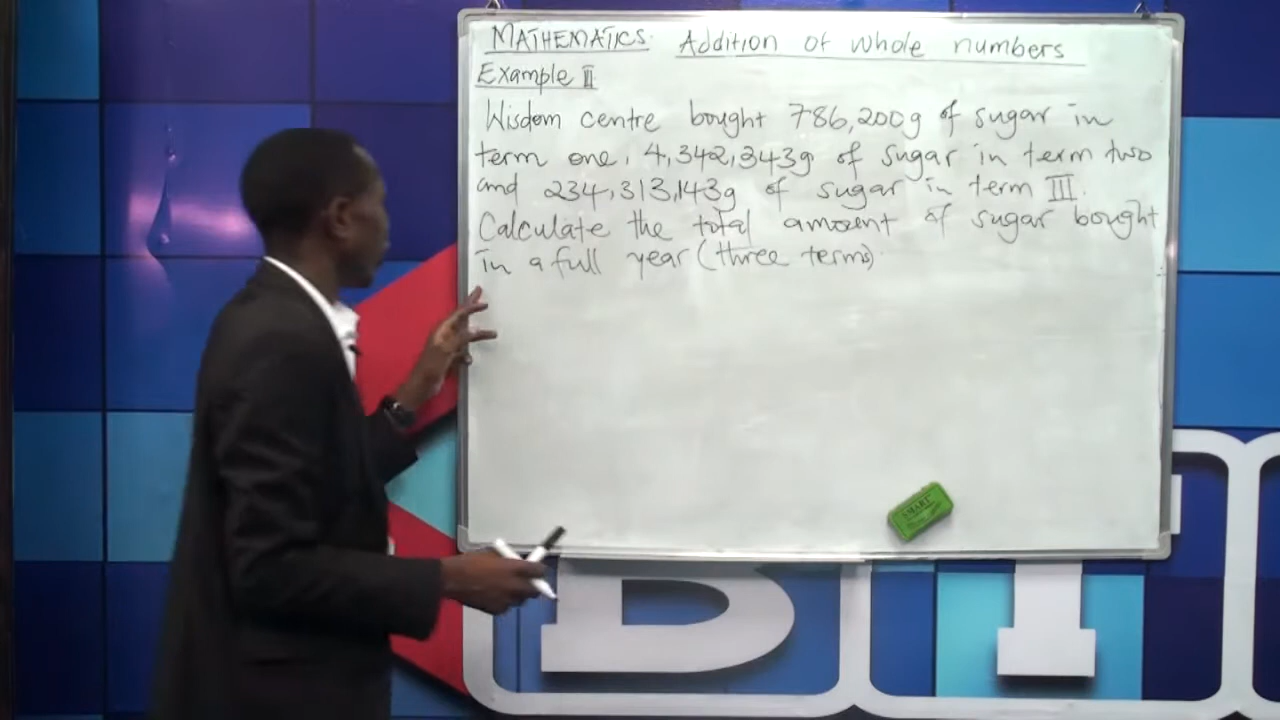 MATHEMATICS. Addition of whole numbers
Example II
Wisdom centre bought 786,200g of sugar in
term one, 4,342,343g of sugar in term two
and 234,313,143g of sugar in term III.
Calculate the total amount of sugar bought
in a full year (three terms).
SMART